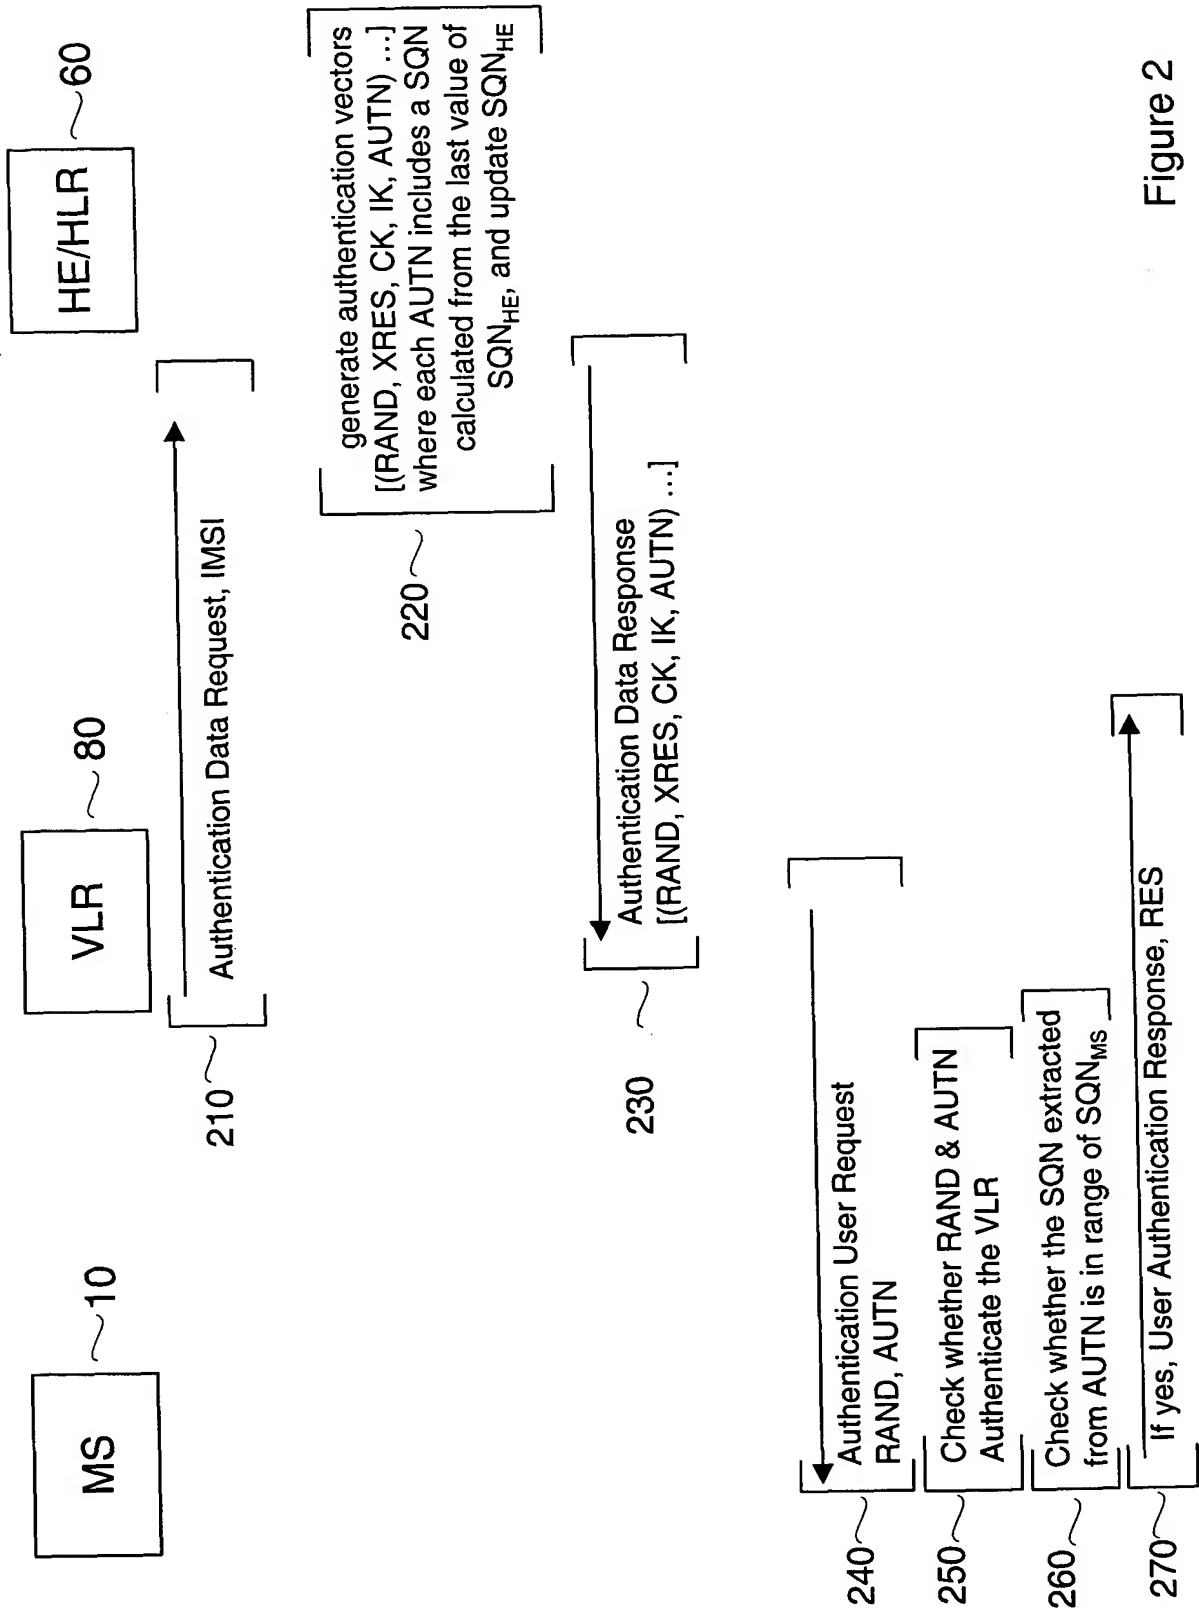 MS
10
VLR
80
HE/HLR
60
210
Authentication Data Request, IMSI
220
generate authentication vectors
[(RAND, XRES, CK, IK, AUTN) ...]
where each AUTN includes a SQN
calculated from the last value of
SQNHE, and update SQNHE
230
Authentication Data Response
[(RAND, XRES, CK, IK, AUTN) ...]
240
Authentication User Request
RAND, AUTN
250
Check whether RAND & AUTN
Authenticate the VLR
260
Check whether the SQN extracted
from AUTN is in range of SQNMS
270
If yes, User Authentication Response, RES
Figure 2